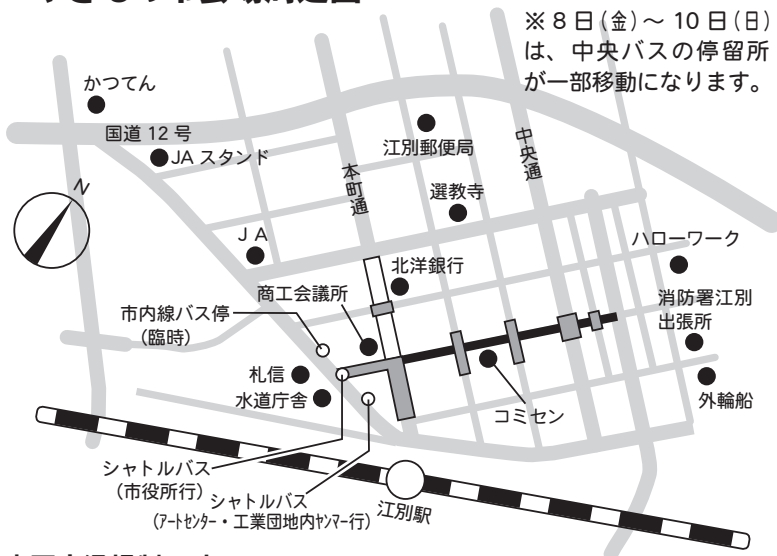 ※８日(金)～10日(日)
は、中央バスの停留所
が一部移動になります。
かつてん
国道12号
JAスタンド
N
江別郵便局
中央通
本町通
選教寺
JA
ハローワーク
北洋銀行
商工会議所
市内線バス停
(臨時)
消防署江別
出張所
札信
水道庁舎
コミセン
外輪船
シャトルバス
(市役所行)
シャトルバス
(ｱｰﾄｾﾝﾀｰ・工業団地内ﾔﾝﾏｰ行)
江別駅